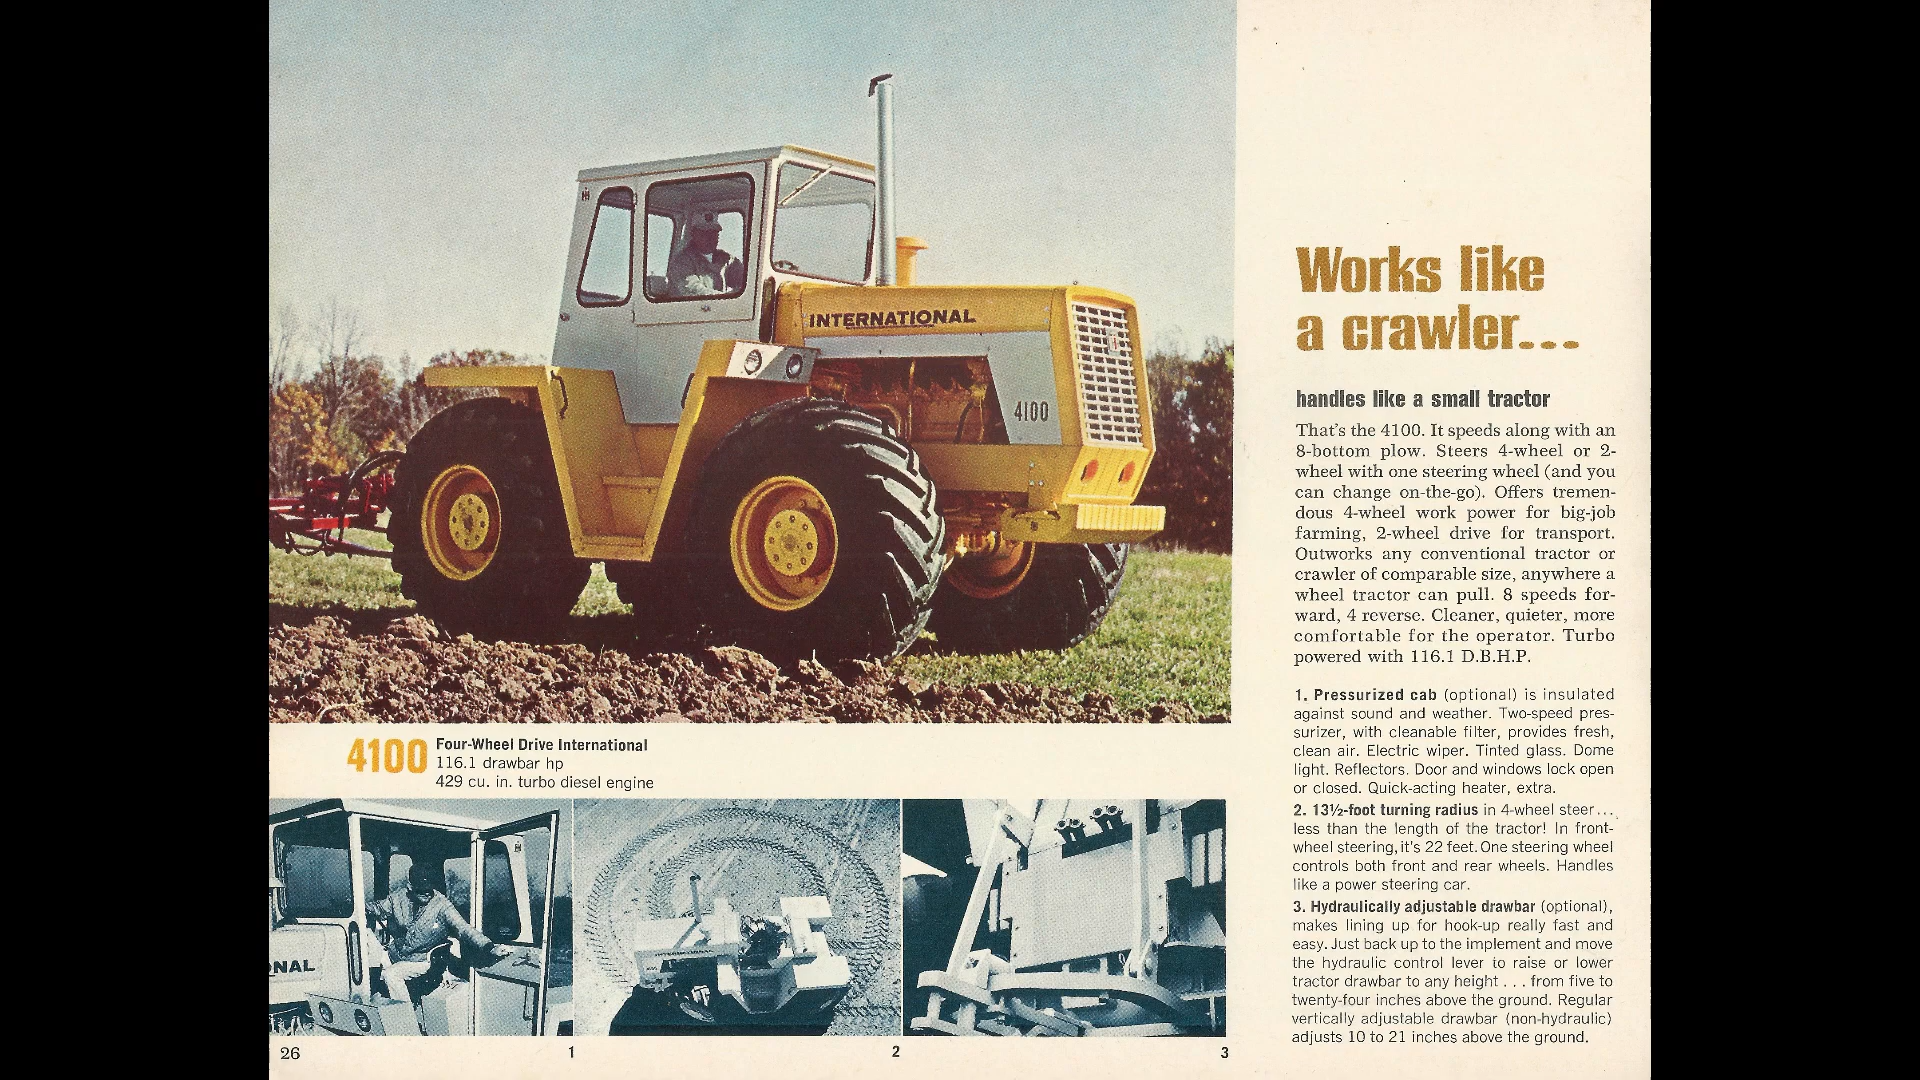 INTERNATIONAL
4100
4100
Four-Wheel Drive International
116.1 drawbar hp
429 cu. in. turbo diesel engine
NAL
INTERNATIONAL
26
1
2
3
Works like
a crawler...
handles like a small tractor
That's the 4100. It speeds along with an
8-bottom plow. Steers 4-wheel or 2-
wheel with one steering wheel (and you
can change on-the-go). Offers tremen-
dous 4-wheel work power for big-job
farming, 2-wheel drive for transport.
Outworks any conventional tractor or
crawler of comparable size, anywhere a
wheel tractor can pull. 8 speeds for-
ward, 4 reverse. Cleaner, quieter, more
comfortable for the operator. Turbo
powered with 116.1 D.B.H.P.
1. Pressurized cab (optional) is insulated
against sound and weather. Two-speed pres-
surizer, with cleanable filter, provides fresh,
clean air. Electric wiper. Tinted glass. Dome
light. Reflectors. Door and windows lock open
or closed. Quick-acting heater, extra.
2. 13½-foot turning radius in 4-wheel steer...
less than the length of the tractor! In front-
wheel steering, it's 22 feet. One steering wheel
controls both front and rear wheels. Handles
like a power steering car.
3. Hydraulically adjustable drawbar (optional),
makes lining up for hook-up really fast and
easy. Just back up to the implement and move
the hydraulic control lever to raise or lower
tractor drawbar to any height . . . from five to
twenty-four inches above the ground. Regular
vertically adjustable drawbar (non-hydraulic)
adjusts 10 to 21 inches above the ground.